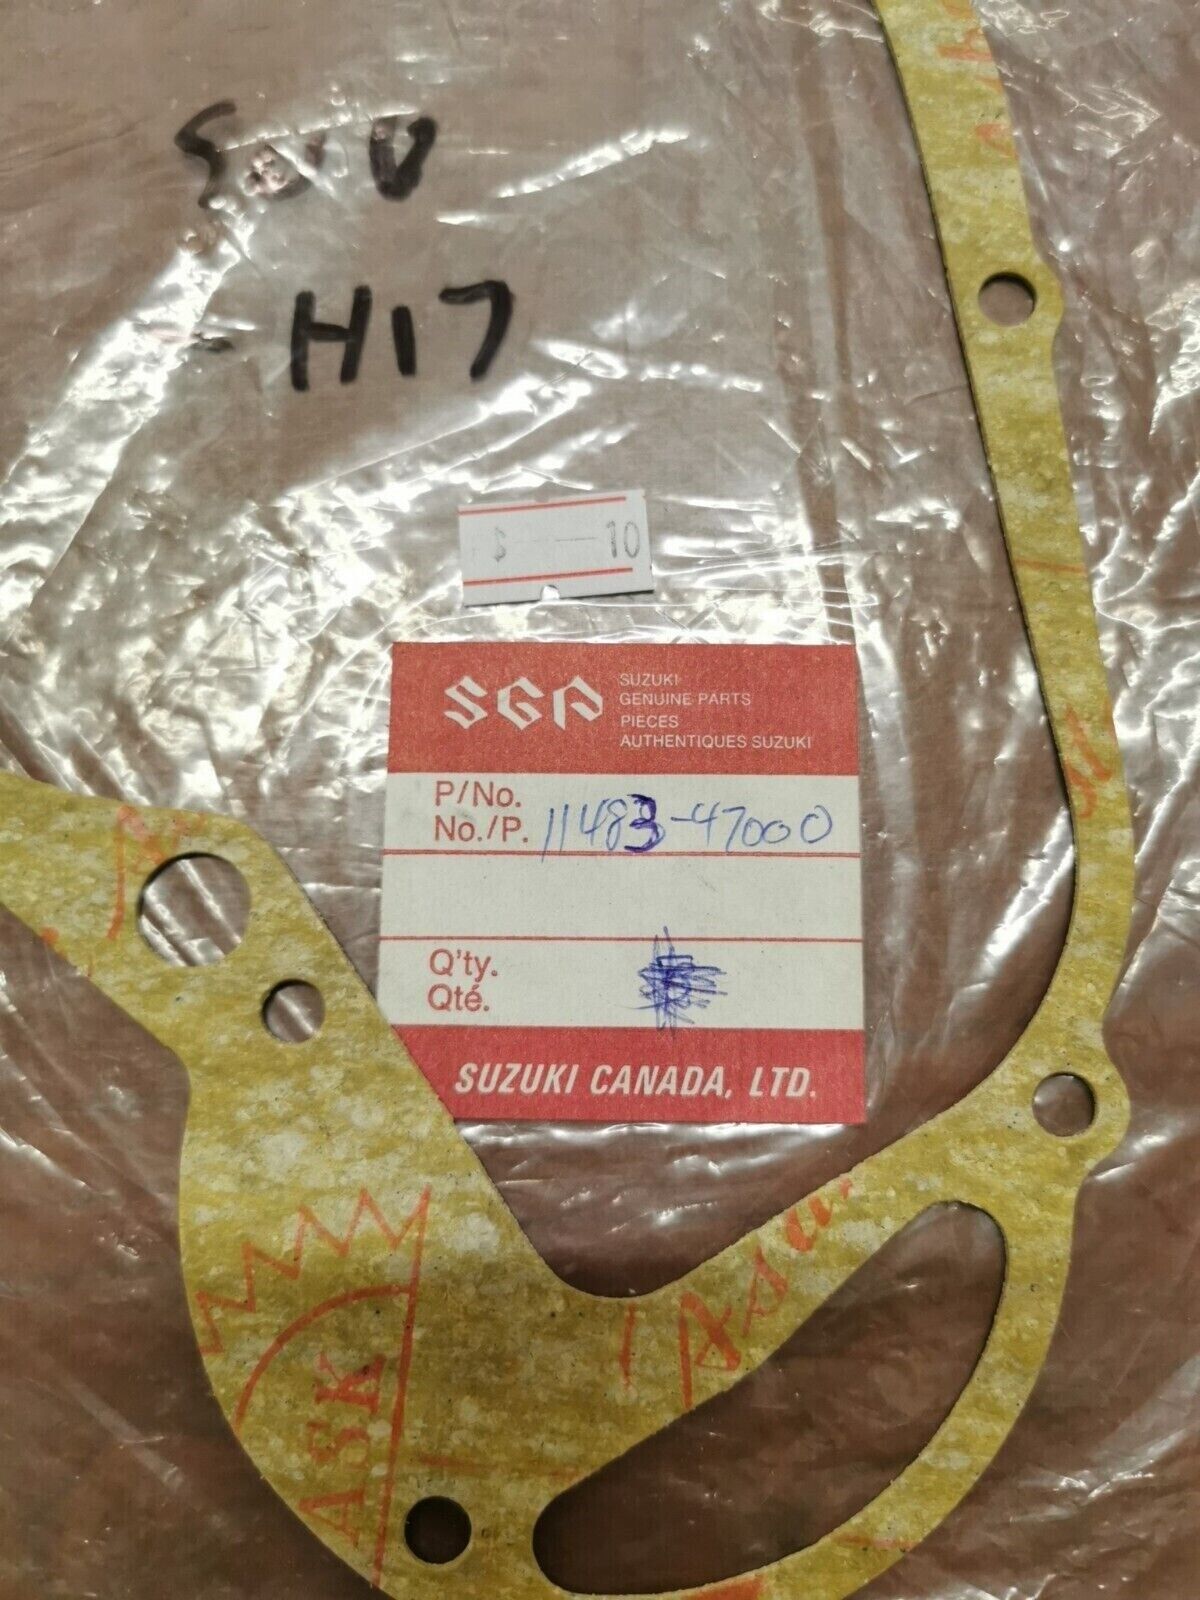 H17
$ --- 10
SGP
SUZUKI
GENUINE PARTS
PIECES
AUTHENTIQUES SUZUKI
P/No.
No./P. 11483-47000
Q'ty.
Qté.
SUZUKI CANADA, LTD.
ASK